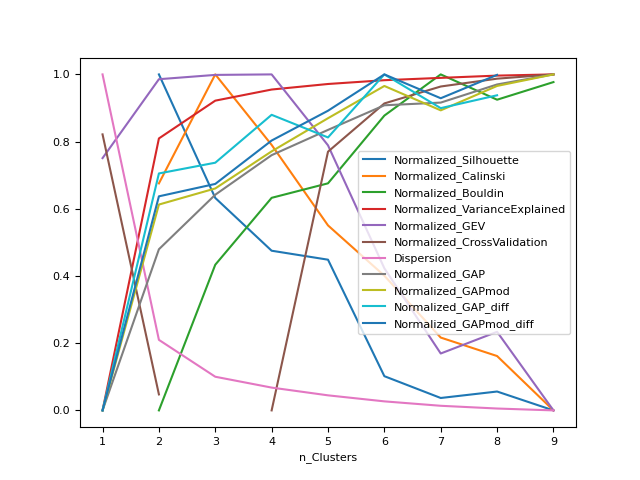 1.0
0.8
0.6
0.4
0.2
0.0
Normalized_Silhouette
Normalized_Calinski
Normalized_Bouldin
Normalized_VarianceExplained
Normalized_GEV
Normalized_CrossValidation
Dispersion
Normalized_GAP
Normalized_GAPmod
Normalized_GAP_diff
Normalized_GAPmod_diff
1 2 3 4 5 6 7 8 9
n_Clusters